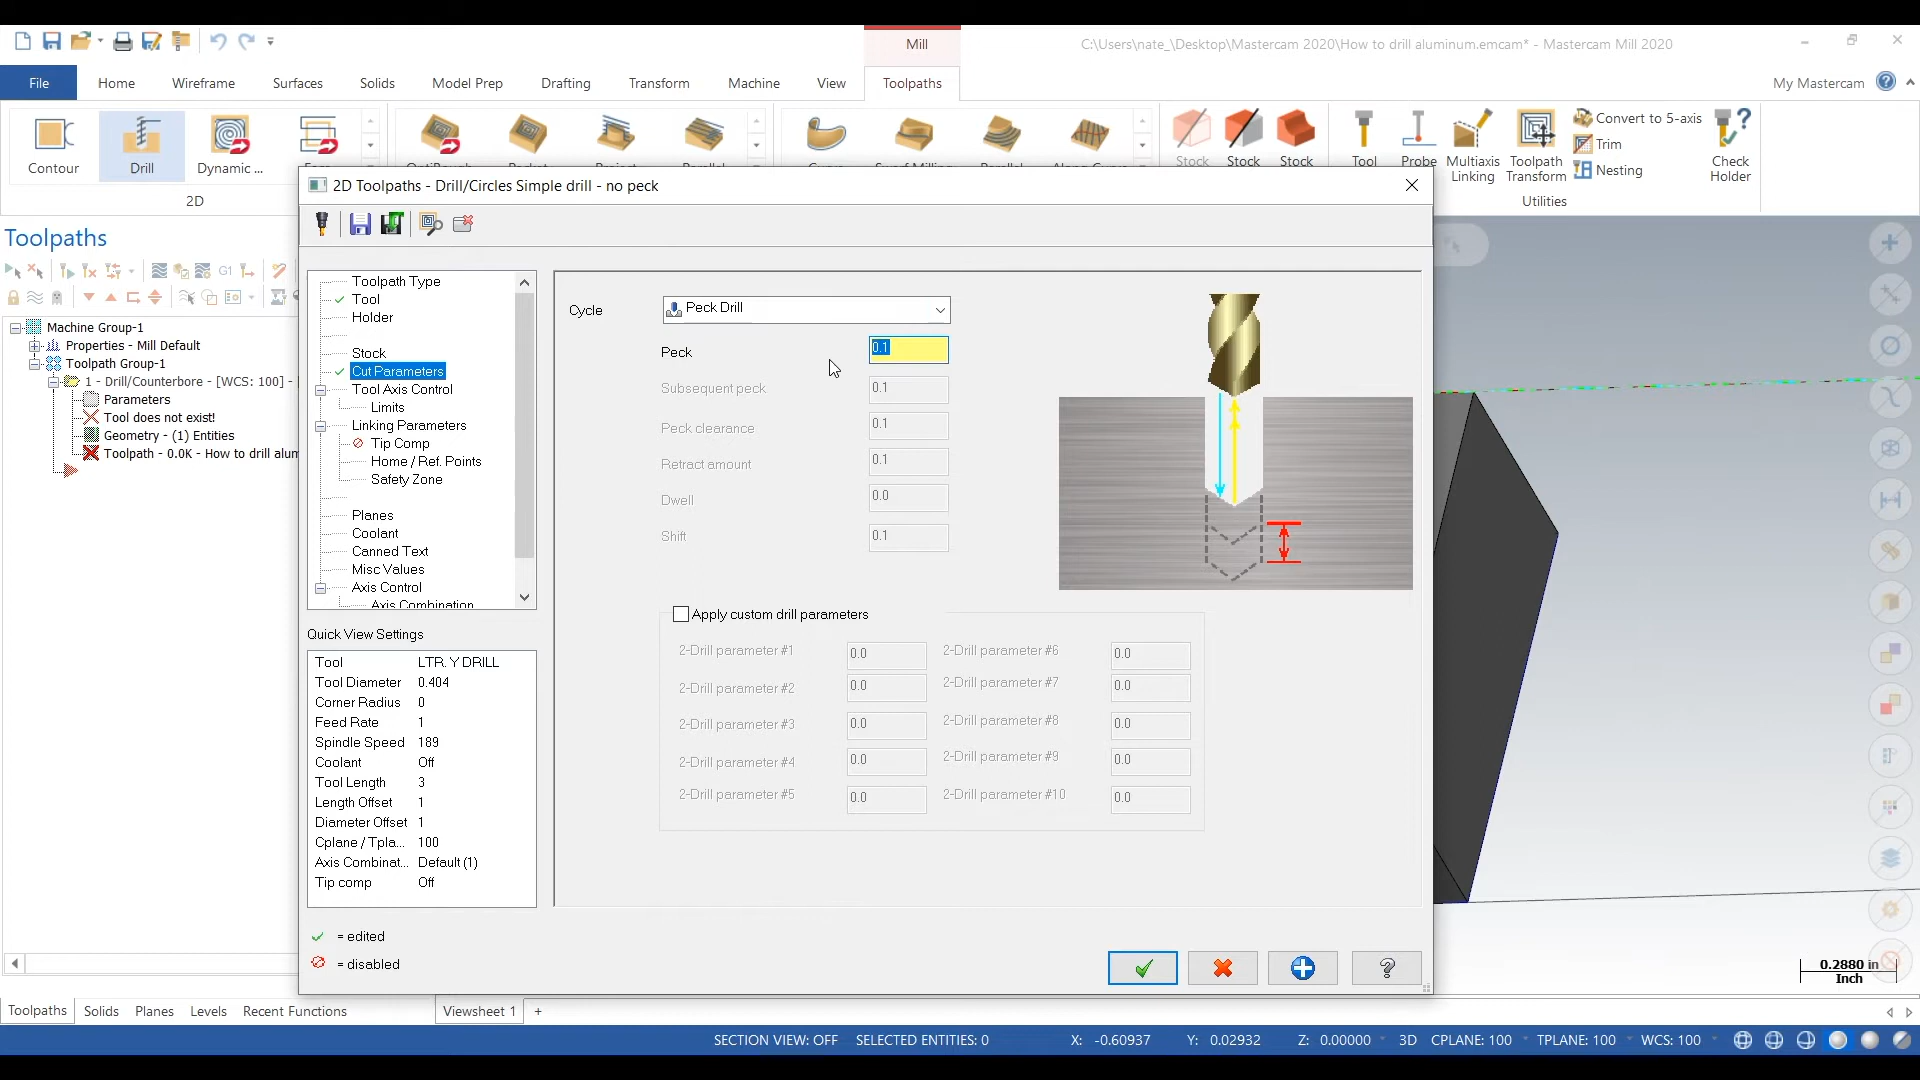 C:\Users\nate_\Desktop\Mastercam 2020\How to drill aluminum.emcam* - Mastercam Mill 2020
Mill
File Home Wireframe Surfaces Solids Model Prep Drafting Transform Machine View Toolpaths
My Mastercam
Contour Drill Dynamic ...
Stock Stock Stock
Tool Probe Multiaxis Linking Toolpath Transform
Convert to 5-axis
Trim
Nesting
Check Holder
2D
Utilities
Toolpaths
G1
Machine Group-1
Properties - Mill Default
Toolpath Group-1
1 - Drill/Counterbore - [WCS: 100] -
Parameters
Tool does not exist!
Geometry - (1) Entities
Toolpath - 0.0K - How to drill alum
2D Toolpaths - Drill/Circles Simple drill - no peck
Toolpath Type
Tool
Holder
Stock
Cut Parameters
Tool Axis Control
Limits
Linking Parameters
Tip Comp
Home / Ref. Points
Safety Zone
Planes
Coolant
Canned Text
Misc Values
Axis Control
Axis Combination
Quick View Settings
Tool LTR. Y DRILL
Tool Diameter 0.404
Corner Radius 0
Feed Rate 1
Spindle Speed 189
Coolant Off
Tool Length 3
Length Offset 1
Diameter Offset 1
Cplane / Tpla... 100
Axis Combinat... Default (1)
Tip comp Off
= edited
= disabled
Cycle Peck Drill
Peck 0.1
Subsequent peck 0.1
Peck clearance 0.1
Retract amount 0.1
Dwell 0.0
Shift 0.1
Apply custom drill parameters
2-Drill parameter #1 0.0 2-Drill parameter #6 0.0
2-Drill parameter #2 0.0 2-Drill parameter #7 0.0
2-Drill parameter #3 0.0 2-Drill parameter #8 0.0
2-Drill parameter #4 0.0 2-Drill parameter #9 0.0
2-Drill parameter #5 0.0 2-Drill parameter #10 0.0
0.2880 in
Inch
Toolpaths Solids Planes Levels Recent Functions Viewsheet 1 +
SECTION VIEW: OFF SELECTED ENTITIES: 0 X: -0.60937 Y: 0.02932 Z: 0.00000 3D CPLANE: 100 TPLANE: 100 WCS: 100